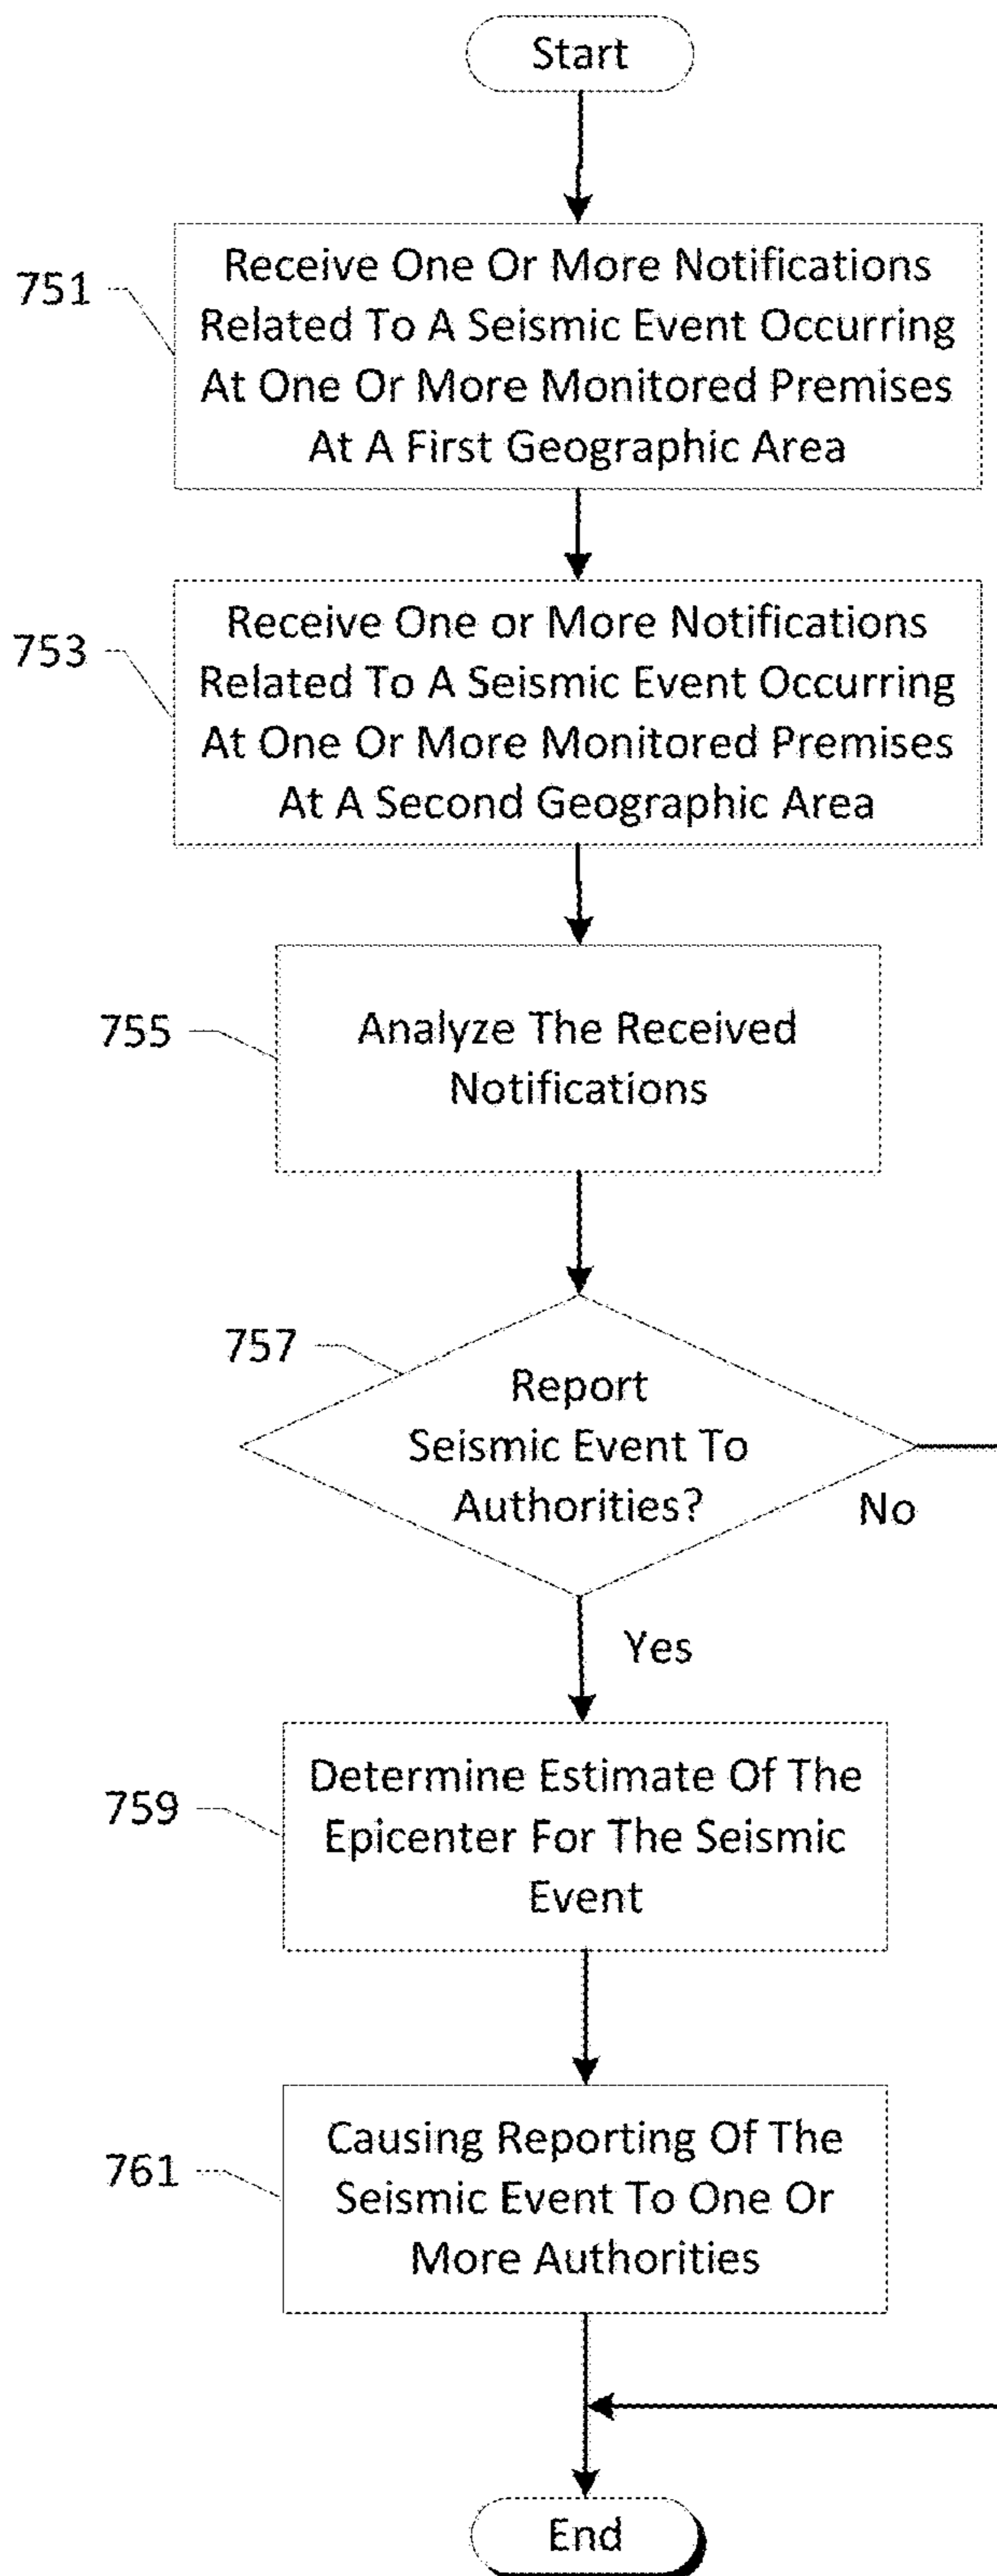 Start
751
Receive One Or More Notifications
Related To A Seismic Event Occurring
At One Or More Monitored Premises
At A First Geographic Area
753
Receive One or More Notifications
Related To A Seismic Event Occurring
At One Or More Monitored Premises
At A Second Geographic Area
755
Analyze The Received
Notifications
757
Report
Seismic Event To
Authorities?
No
Yes
759
Determine Estimate Of The
Epicenter For The Seismic
Event
761
Causing Reporting Of The
Seismic Event To One Or
More Authorities
End